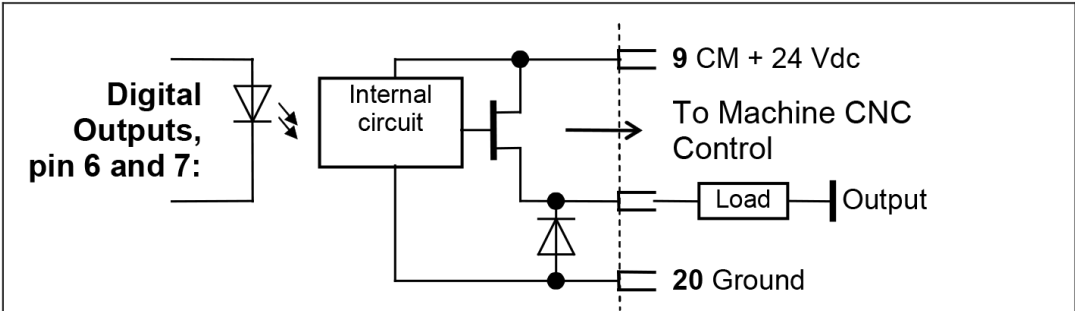 Digital
Outputs,
pin 6 and 7:
Internal
circuit
9 CM + 24 Vdc
To Machine CNC
Control
Load
Output
20 Ground